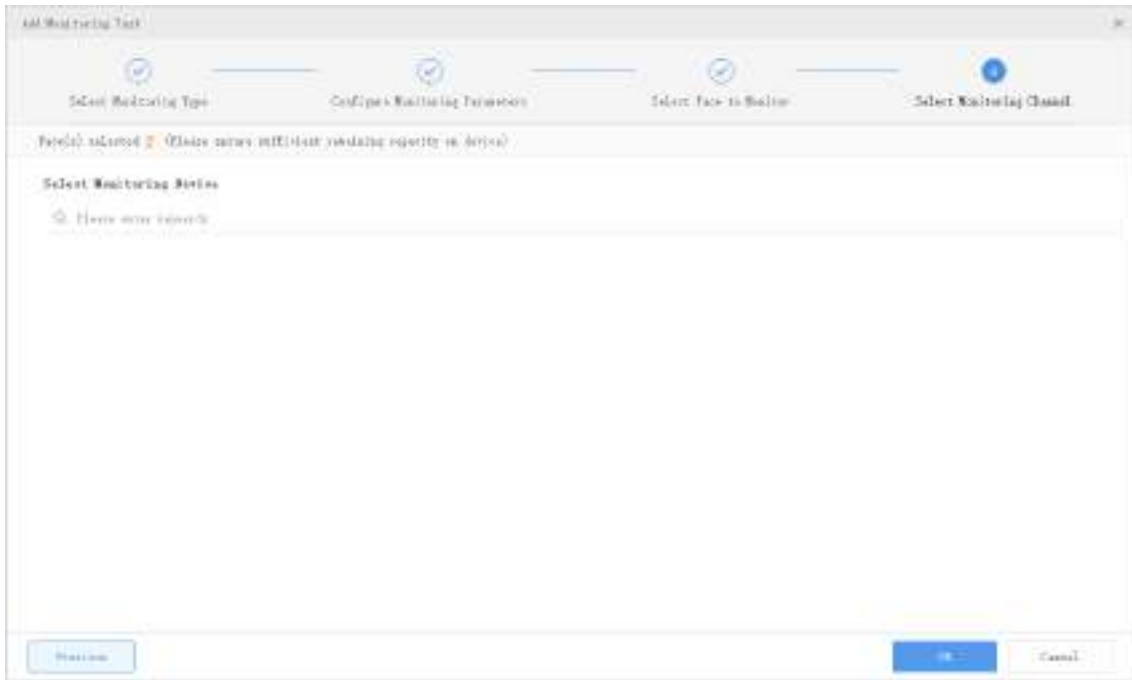 Add Monitoring Task
4
Select Monitoring Type
Configure Monitoring Parameters
Select Face to Monitor
Select Monitoring Channel
Face(s) selected (Please ensure sufficient remaining capacity on device)
Select Monitoring Device
Please enter keywords
Previous
OK
Cancel